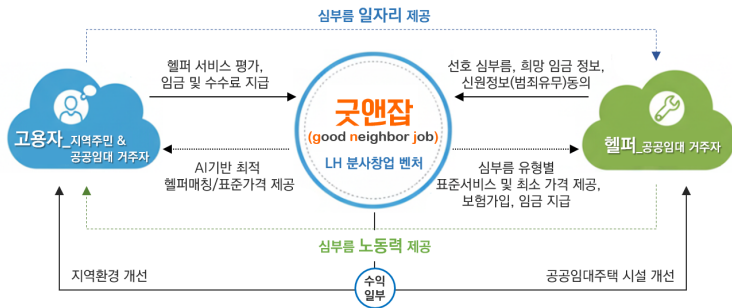 심부름 일자리 제공
헬퍼 서비스 평가,
임금 및 수수료 지급
선호 심부름, 희망 임금 정보,
신원정보(범죄유무)동의
굿앤잡
(good neighbor job)
LH 분사창업 벤처
고용자_지역주민 &
공공임대 거주자
헬퍼_공공임대 거주자
AI기반 최적
헬퍼매칭/표준가격 제공
심부름 유형별
표준서비스 및 최소 가격 제공,
보험가입, 임금 지급
심부름 노동력 제공
지역환경 개선
수익
일부
공공임대주택 시설 개선